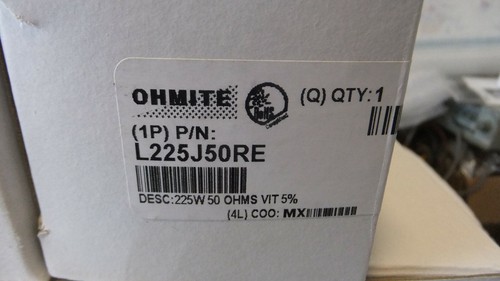 OHMITE
(Q) QTY:1
(1P) P/N:
L225J50RE
DESC:225W 50 OHMS VIT 5%
(4L) COO: MX